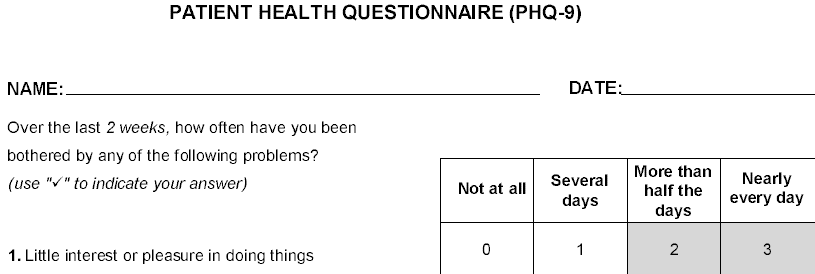 PATIENT HEALTH QUESTIONNAIRE (PHQ-9)
NAME: DATE:
Over the last 2 weeks, how often have you been
bothered by any of the following problems?
(use "✓" to indicate your answer)
Not at all
Several
days
More than
half the
days
Nearly
every day
1. Little interest or pleasure in doing things 0 1 2 3